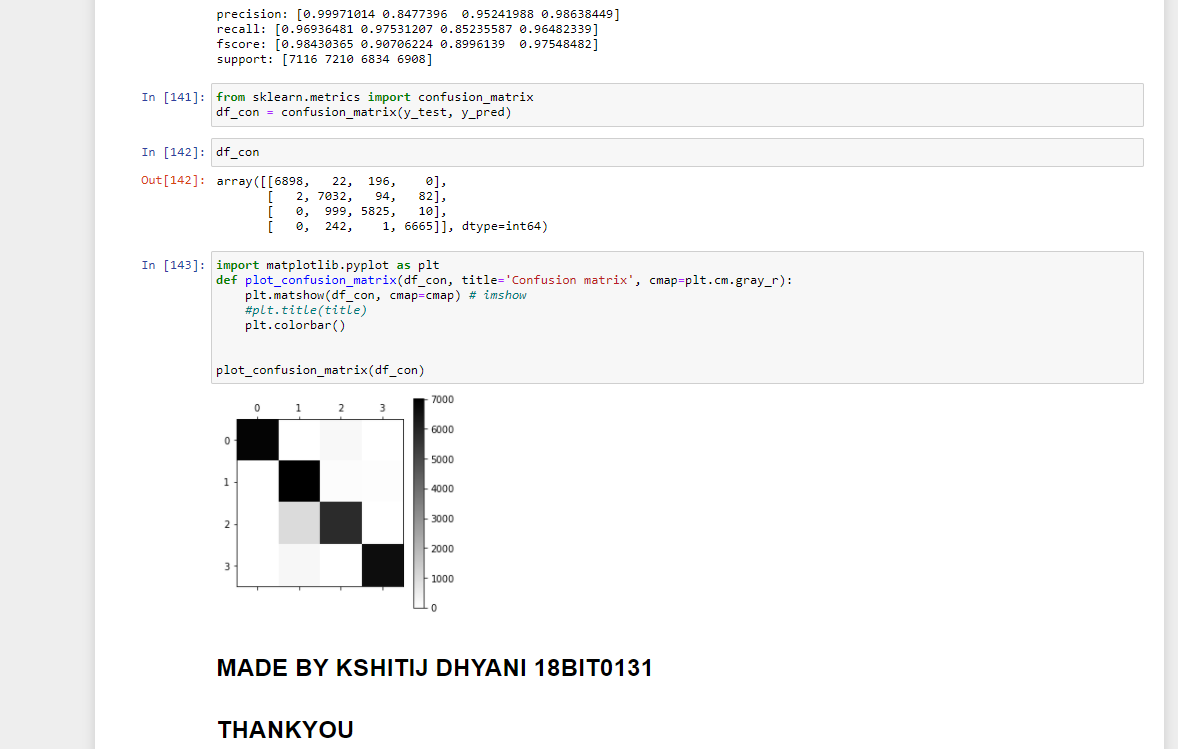 precision: [0.99971014 0.8477396  0.95241988 0.98638449]
recall: [0.96936481 0.97531207 0.85235587 0.96482339]
fscore: [0.98430365 0.90706224 0.8996139  0.97548482]
support: [7116 7210 6834 6908]
In [141]: from sklearn.metrics import confusion_matrix
df_con = confusion_matrix(y_test, y_pred)
In [142]: df_con
Out[142]: array([[6898,   22,  196,    0],
[   2, 7032,   94,   82],
[   0,  999, 5825,   10],
[   0,  242,    1, 6665]], dtype=int64)
In [143]: import matplotlib.pyplot as plt
def plot_confusion_matrix(df_con, title='Confusion matrix', cmap=plt.cm.gray_r):
    plt.matshow(df_con, cmap=cmap) # imshow
    #plt.title(title)
    plt.colorbar()
plot_confusion_matrix(df_con)
0 1 2 3
0
1
2
3
7000
6000
5000
4000
3000
2000
1000
0
MADE BY KSHITIJ DHYANI 18BIT0131
THANKYOU